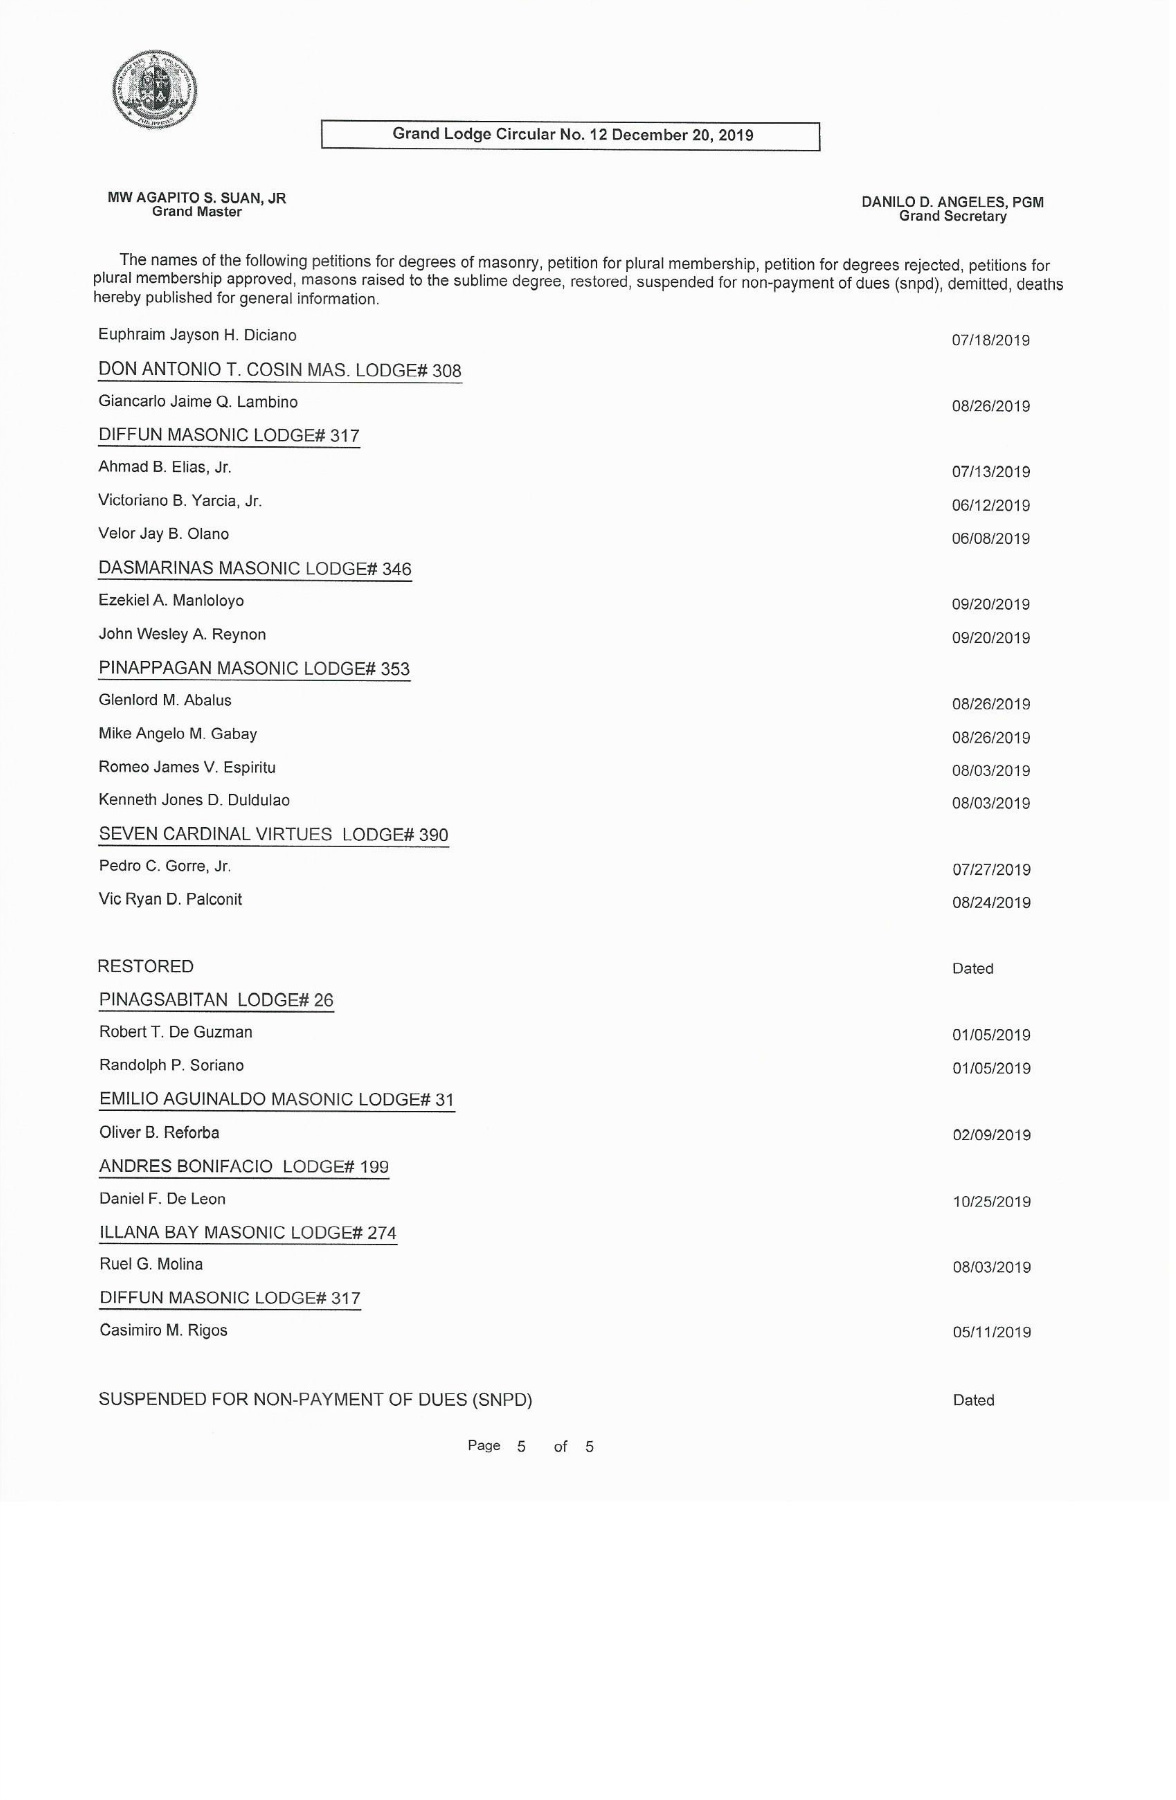 Grand Lodge Circular No. 12 December 20, 2019
MW AGAPITO S. SUAN, JR
Grand Master
DANILO D. ANGELES, PGM
Grand Secretary
The names of the following petitions for degrees of masonry, petition for plural membership, petition for degrees rejected, petitions for
plural membership approved, masons raised to the sublime degree, restored, suspended for non-payment of dues (snpd), demitted, deaths
hereby published for general information.
Euphraim Jayson H. Diciano 07/18/2019
DON ANTONIO T. COSIN MAS. LODGE# 308
Giancarlo Jaime Q. Lambino 08/26/2019
DIFFUN MASONIC LODGE# 317
Ahmad B. Elias, Jr. 07/13/2019
Victoriano B. Yarcia, Jr. 06/12/2019
Velor Jay B. Olano 06/08/2019
DASMARINAS MASONIC LODGE# 346
Ezekiel A. Manloloyo 09/20/2019
John Wesley A. Reynon 09/20/2019
PINAPPAGAN MASONIC LODGE# 353
Glenlord M. Abalus 08/26/2019
Mike Angelo M. Gabay 08/26/2019
Romeo James V. Espiritu 08/03/2019
Kenneth Jones D. Duldulao 08/03/2019
SEVEN CARDINAL VIRTUES LODGE# 390
Pedro C. Gorre, Jr. 07/27/2019
Vic Ryan D. Palconit 08/24/2019
RESTORED Dated
PINAGSABITAN LODGE# 26
Robert T. De Guzman 01/05/2019
Randolph P. Soriano 01/05/2019
EMILIO AGUINALDO MASONIC LODGE# 31
Oliver B. Reforba 02/09/2019
ANDRES BONIFACIO LODGE# 199
Daniel F. De Leon 10/25/2019
ILLANA BAY MASONIC LODGE# 274
Ruel G. Molina 08/03/2019
DIFFUN MASONIC LODGE# 317
Casimiro M. Rigos 05/11/2019
SUSPENDED FOR NON-PAYMENT OF DUES (SNPD) Dated
Page 5 of 5